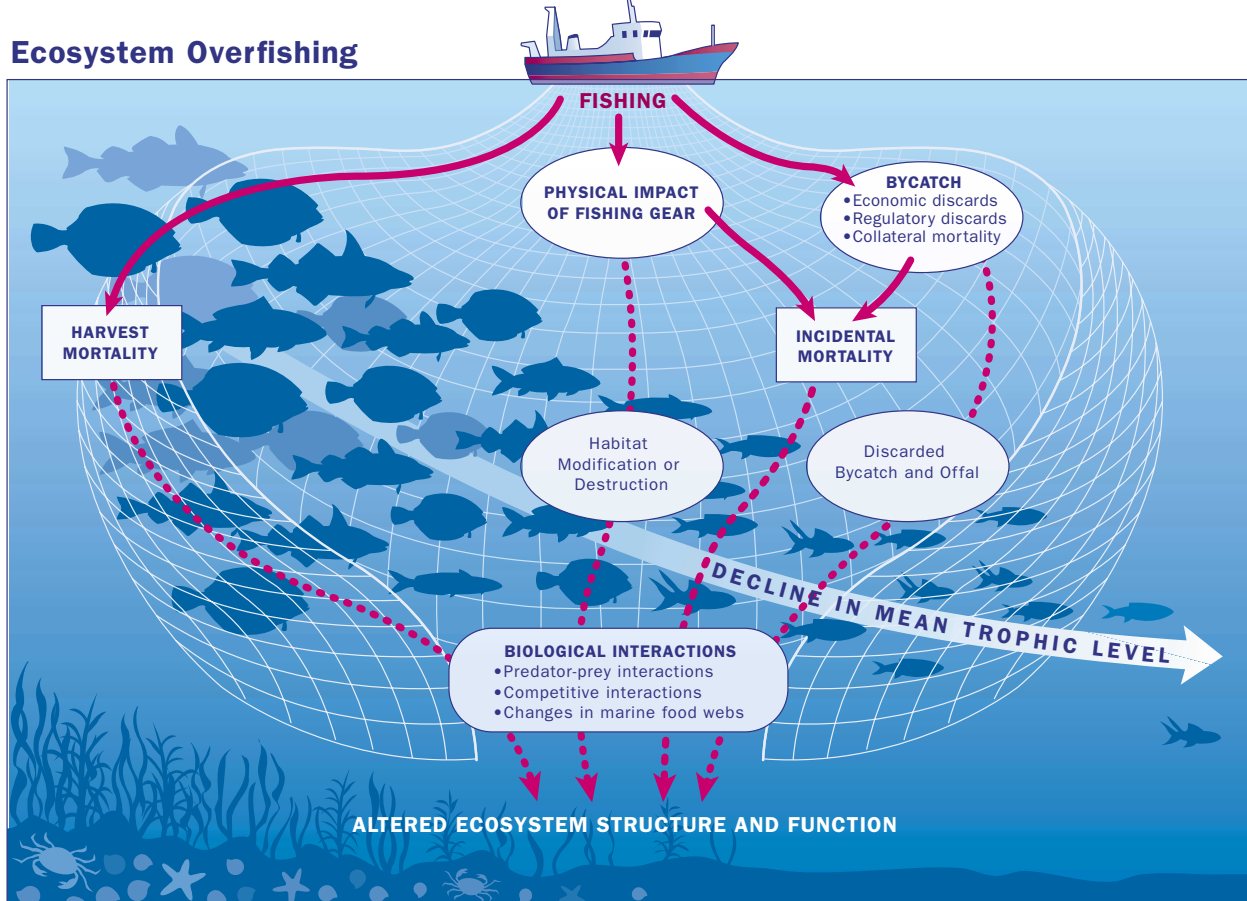 Ecosystem Overfishing
FISHING
PHYSICAL IMPACT
OF FISHING GEAR
BYCATCH
•Economic discards
•Regulatory discards
•Collateral mortality
HARVEST
MORTALITY
INCIDENTAL
MORTALITY
Habitat
Modification or
Destruction
Discarded
Bycatch and Offal
DECLINE IN MEAN TROPHIC LEVEL
BIOLOGICAL INTERACTIONS
•Predator-prey interactions
•Competitive interactions
•Changes in marine food webs
ALTERED ECOSYSTEM STRUCTURE AND FUNCTION